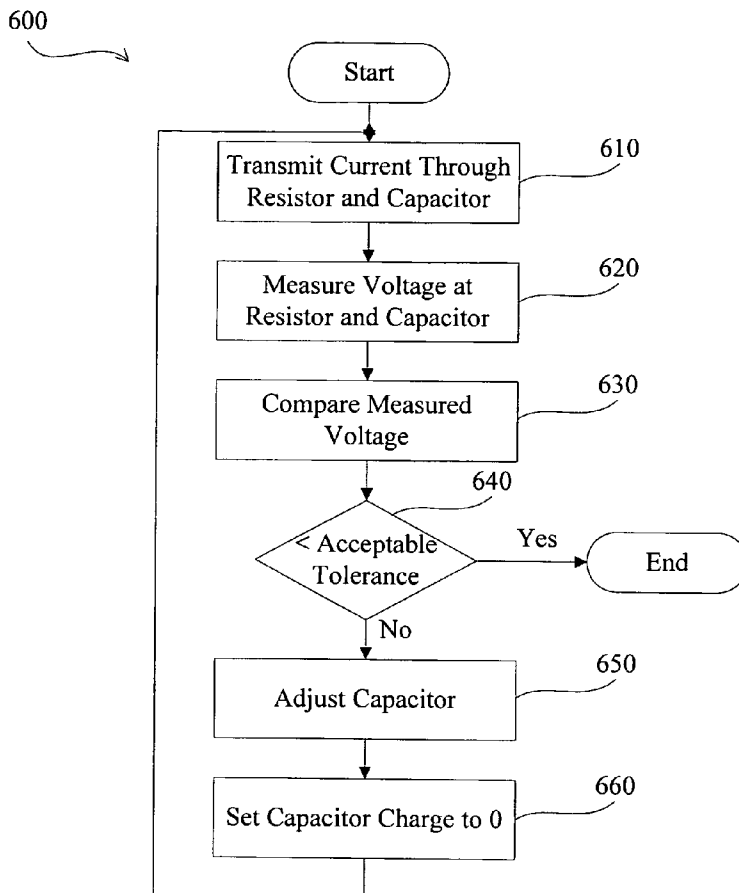 600
Start
610
Transmit Current Through
Resistor and Capacitor
620
Measure Voltage at
Resistor and Capacitor
630
Compare Measured
Voltage
640
< Acceptable
Tolerance
Yes
End
No
650
Adjust Capacitor
660
Set Capacitor Charge to 0